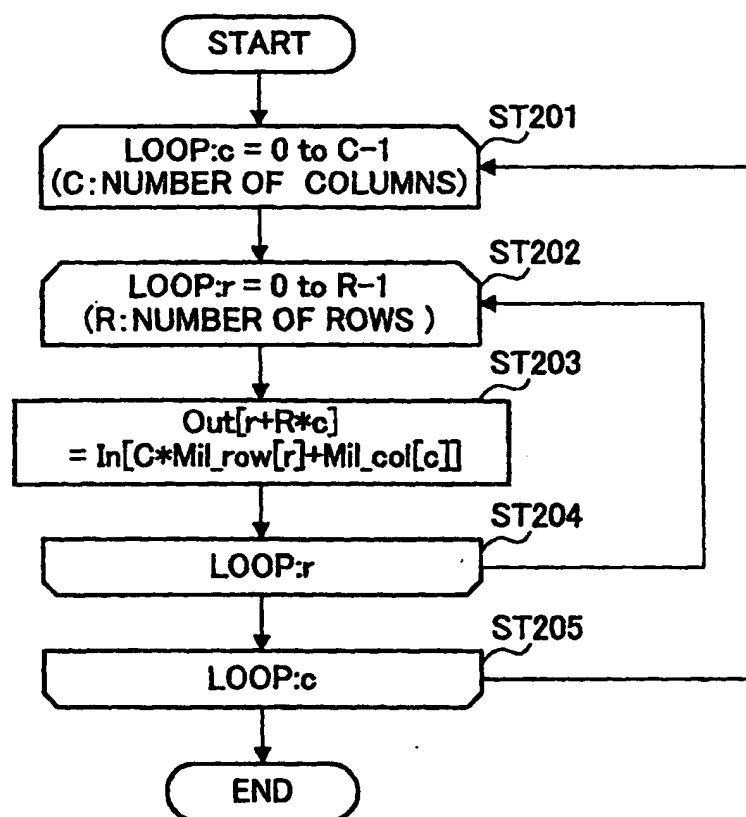 START
ST201
LOOP:c = 0 to C-1
(C:NUMBER OF COLUMNS)
ST202
LOOP:r = 0 to R-1
(R:NUMBER OF ROWS )
ST203
Out[r+R*c]
= In[C*Mil_row[r]+Mil_col[c]]
ST204
LOOP:r
ST205
LOOP:c
END